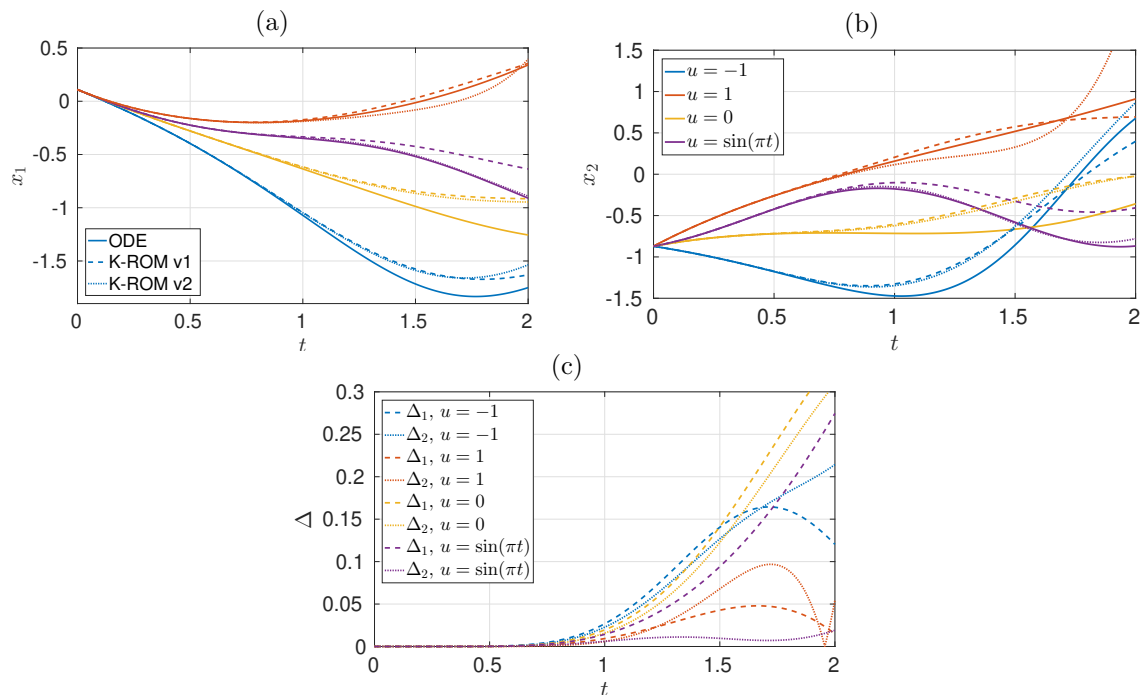 (a)
0.5
0
-0.5
-1
-1.5
x₁
ODE
K-ROM v1
K-ROM v2
0 0.5 1 1.5 2
t
(b)
1.5
1
0.5
0
-0.5
-1
-1.5
x₂
u = −1
u = 1
u = 0
u = sin(πt)
0 0.5 1 1.5 2
t
(c)
0.3
0.25
0.2
0.15
0.1
0.05
0
Δ
Δ₁, u = −1
Δ₂, u = −1
Δ₁, u = 1
Δ₂, u = 1
Δ₁, u = 0
Δ₂, u = 0
Δ₁, u = sin(πt)
Δ₂, u = sin(πt)
0 0.5 1 1.5 2
t